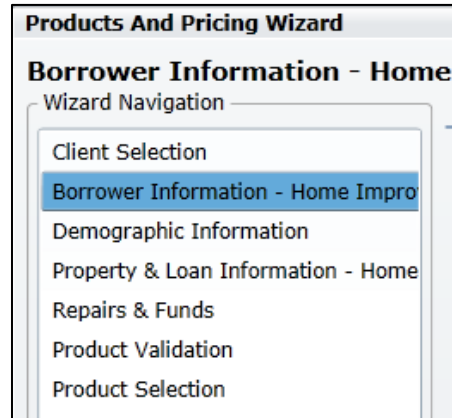 Products And Pricing Wizard
Borrower Information - Home
Wizard Navigation
Client Selection
Borrower Information - Home Impro
Demographic Information
Property & Loan Information - Home
Repairs & Funds
Product Validation
Product Selection